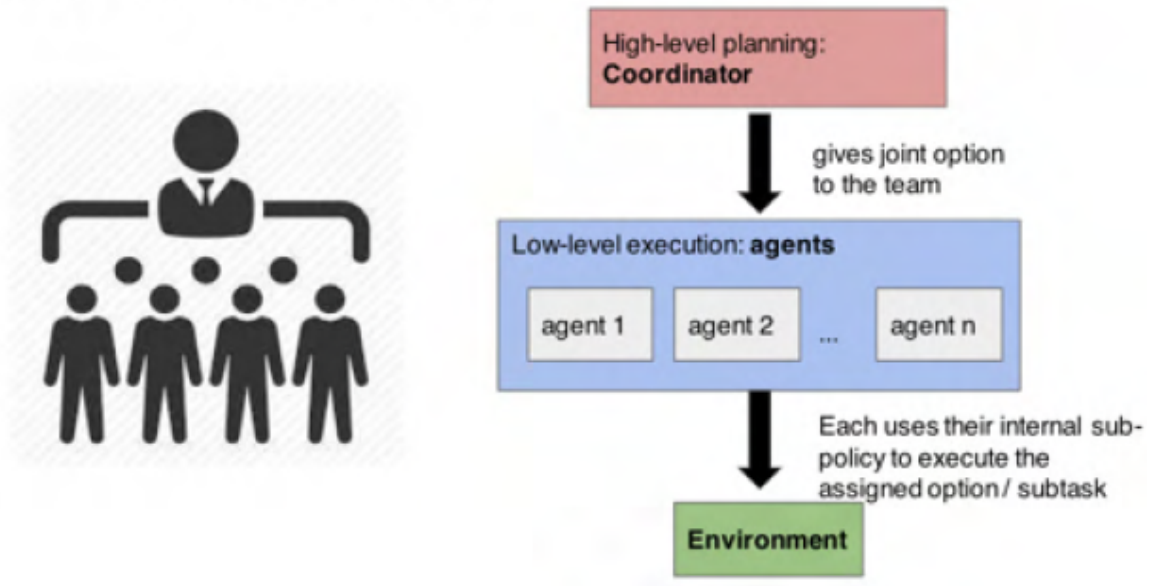 High-level planning:
Coordinator
gives joint option
to the team
Low-level execution: agents
agent 1
agent 2
...
agent n
Each uses their internal sub-
policy to execute the
assigned option / subtask
Environment